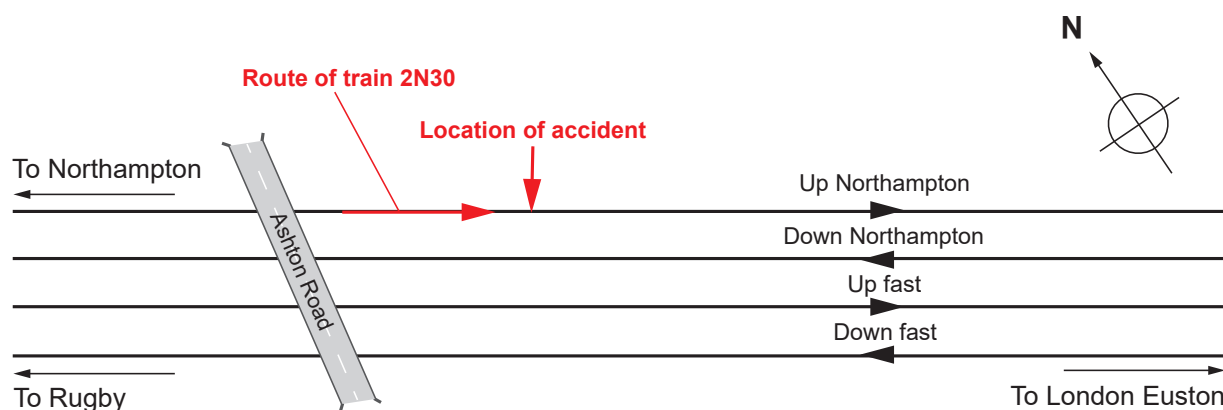 N
Route of train 2N30
Location of accident
To Northampton
Up Northampton
Ashton Road
Down Northampton
Up fast
Down fast
To Rugby
To London Euston